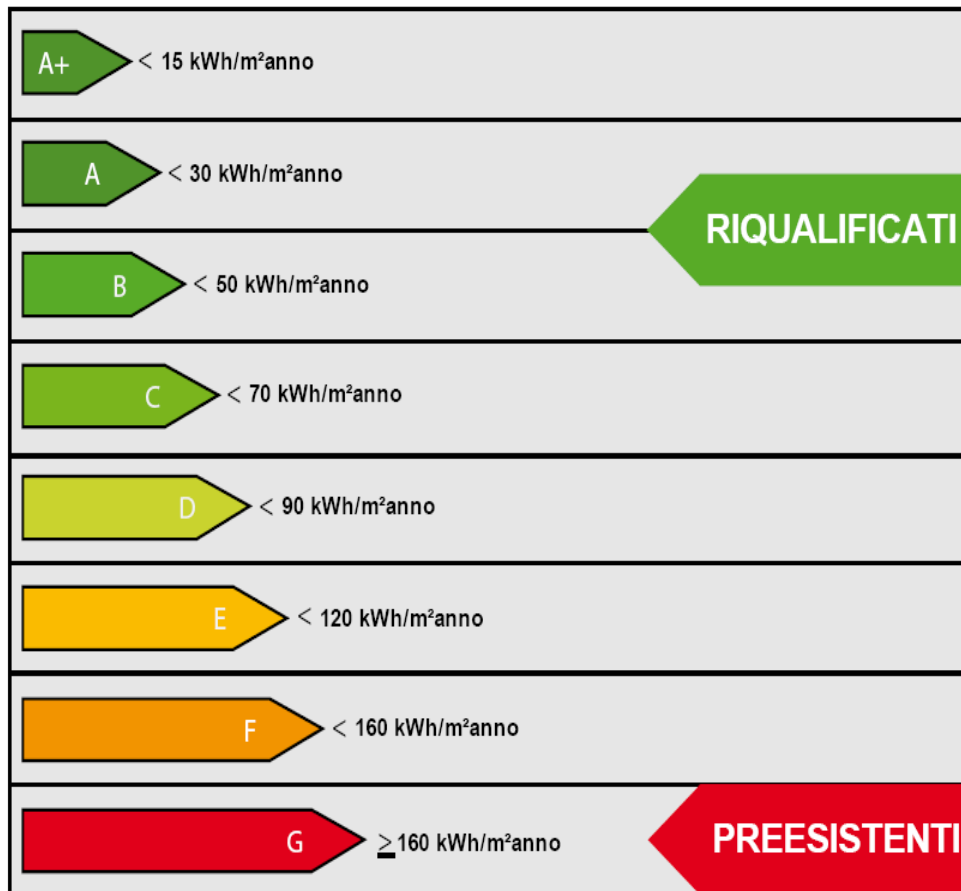 A+ < 15 kWh/m²anno
A < 30 kWh/m²anno
RIQUALIFICATI
B < 50 kWh/m²anno
C < 70 kWh/m²anno
D < 90 kWh/m²anno
E < 120 kWh/m²anno
F < 160 kWh/m²anno
G ≥160 kWh/m²anno PREESISTENTI